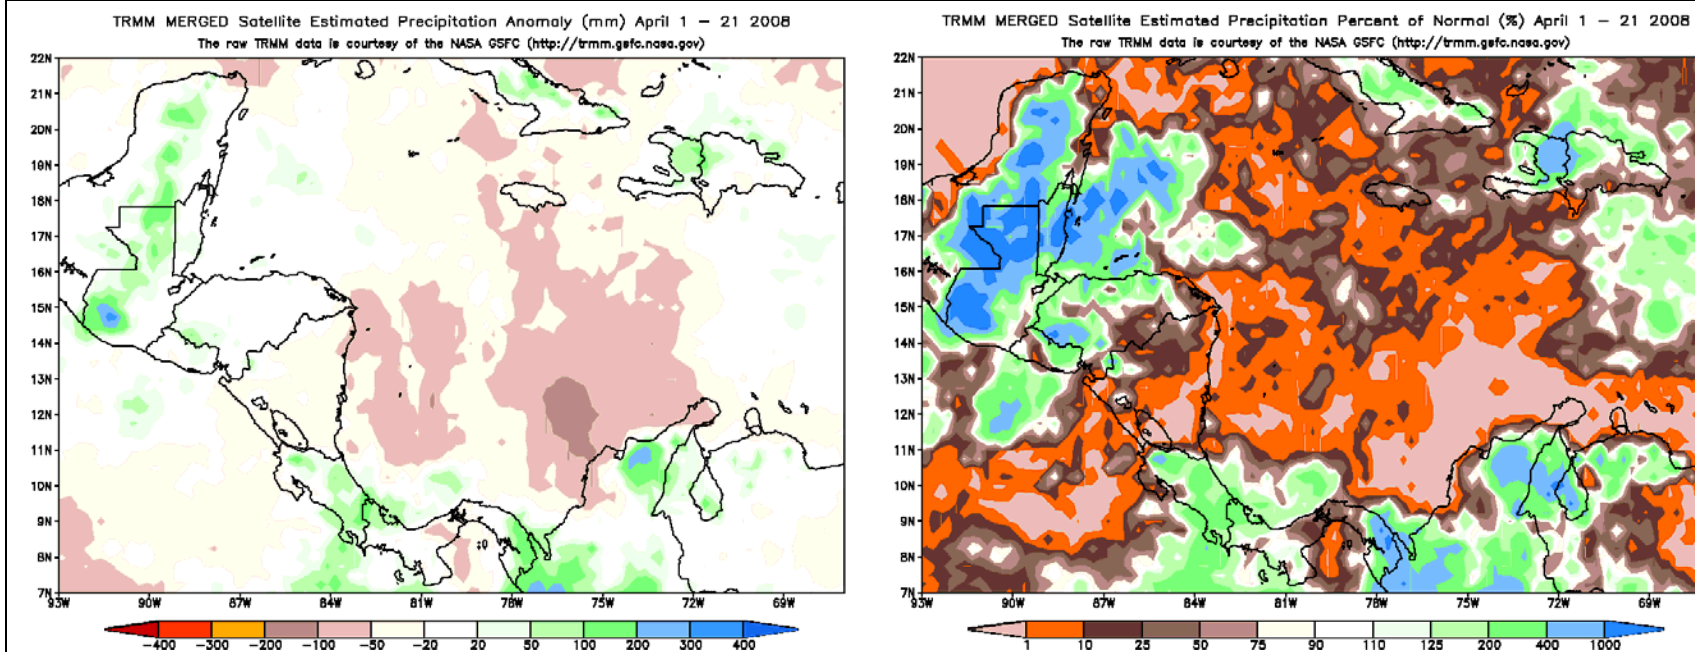 TRMM MERGED Satellite Estimated Precipitation Anomaly (mm) April 1 – 21 2008
The raw TRMM data is courtesy of the NASA GSFC (http://trmm.gsfc.nasa.gov)
22N
21N
20N
19N
18N
17N
16N
15N
14N
13N
12N
11N
10N
9N
8N
7N
93W 90W 87W 84W 81W 78W 75W 72W 69W
−400 −300 −200 −100 −50 −20 20 50 100 200 300 400
TRMM MERGED Satellite Estimated Precipitation Percent of Normal (%) April 1 – 21 2008
The raw TRMM data is courtesy of the NASA GSFC (http://trmm.gsfc.nasa.gov)
22N
21N
20N
19N
18N
17N
16N
15N
14N
13N
12N
11N
10N
9N
8N
7N
93W 90W 87W 84W 81W 78W 75W 72W 69W
1 10 25 50 75 90 110 125 200 400 1000